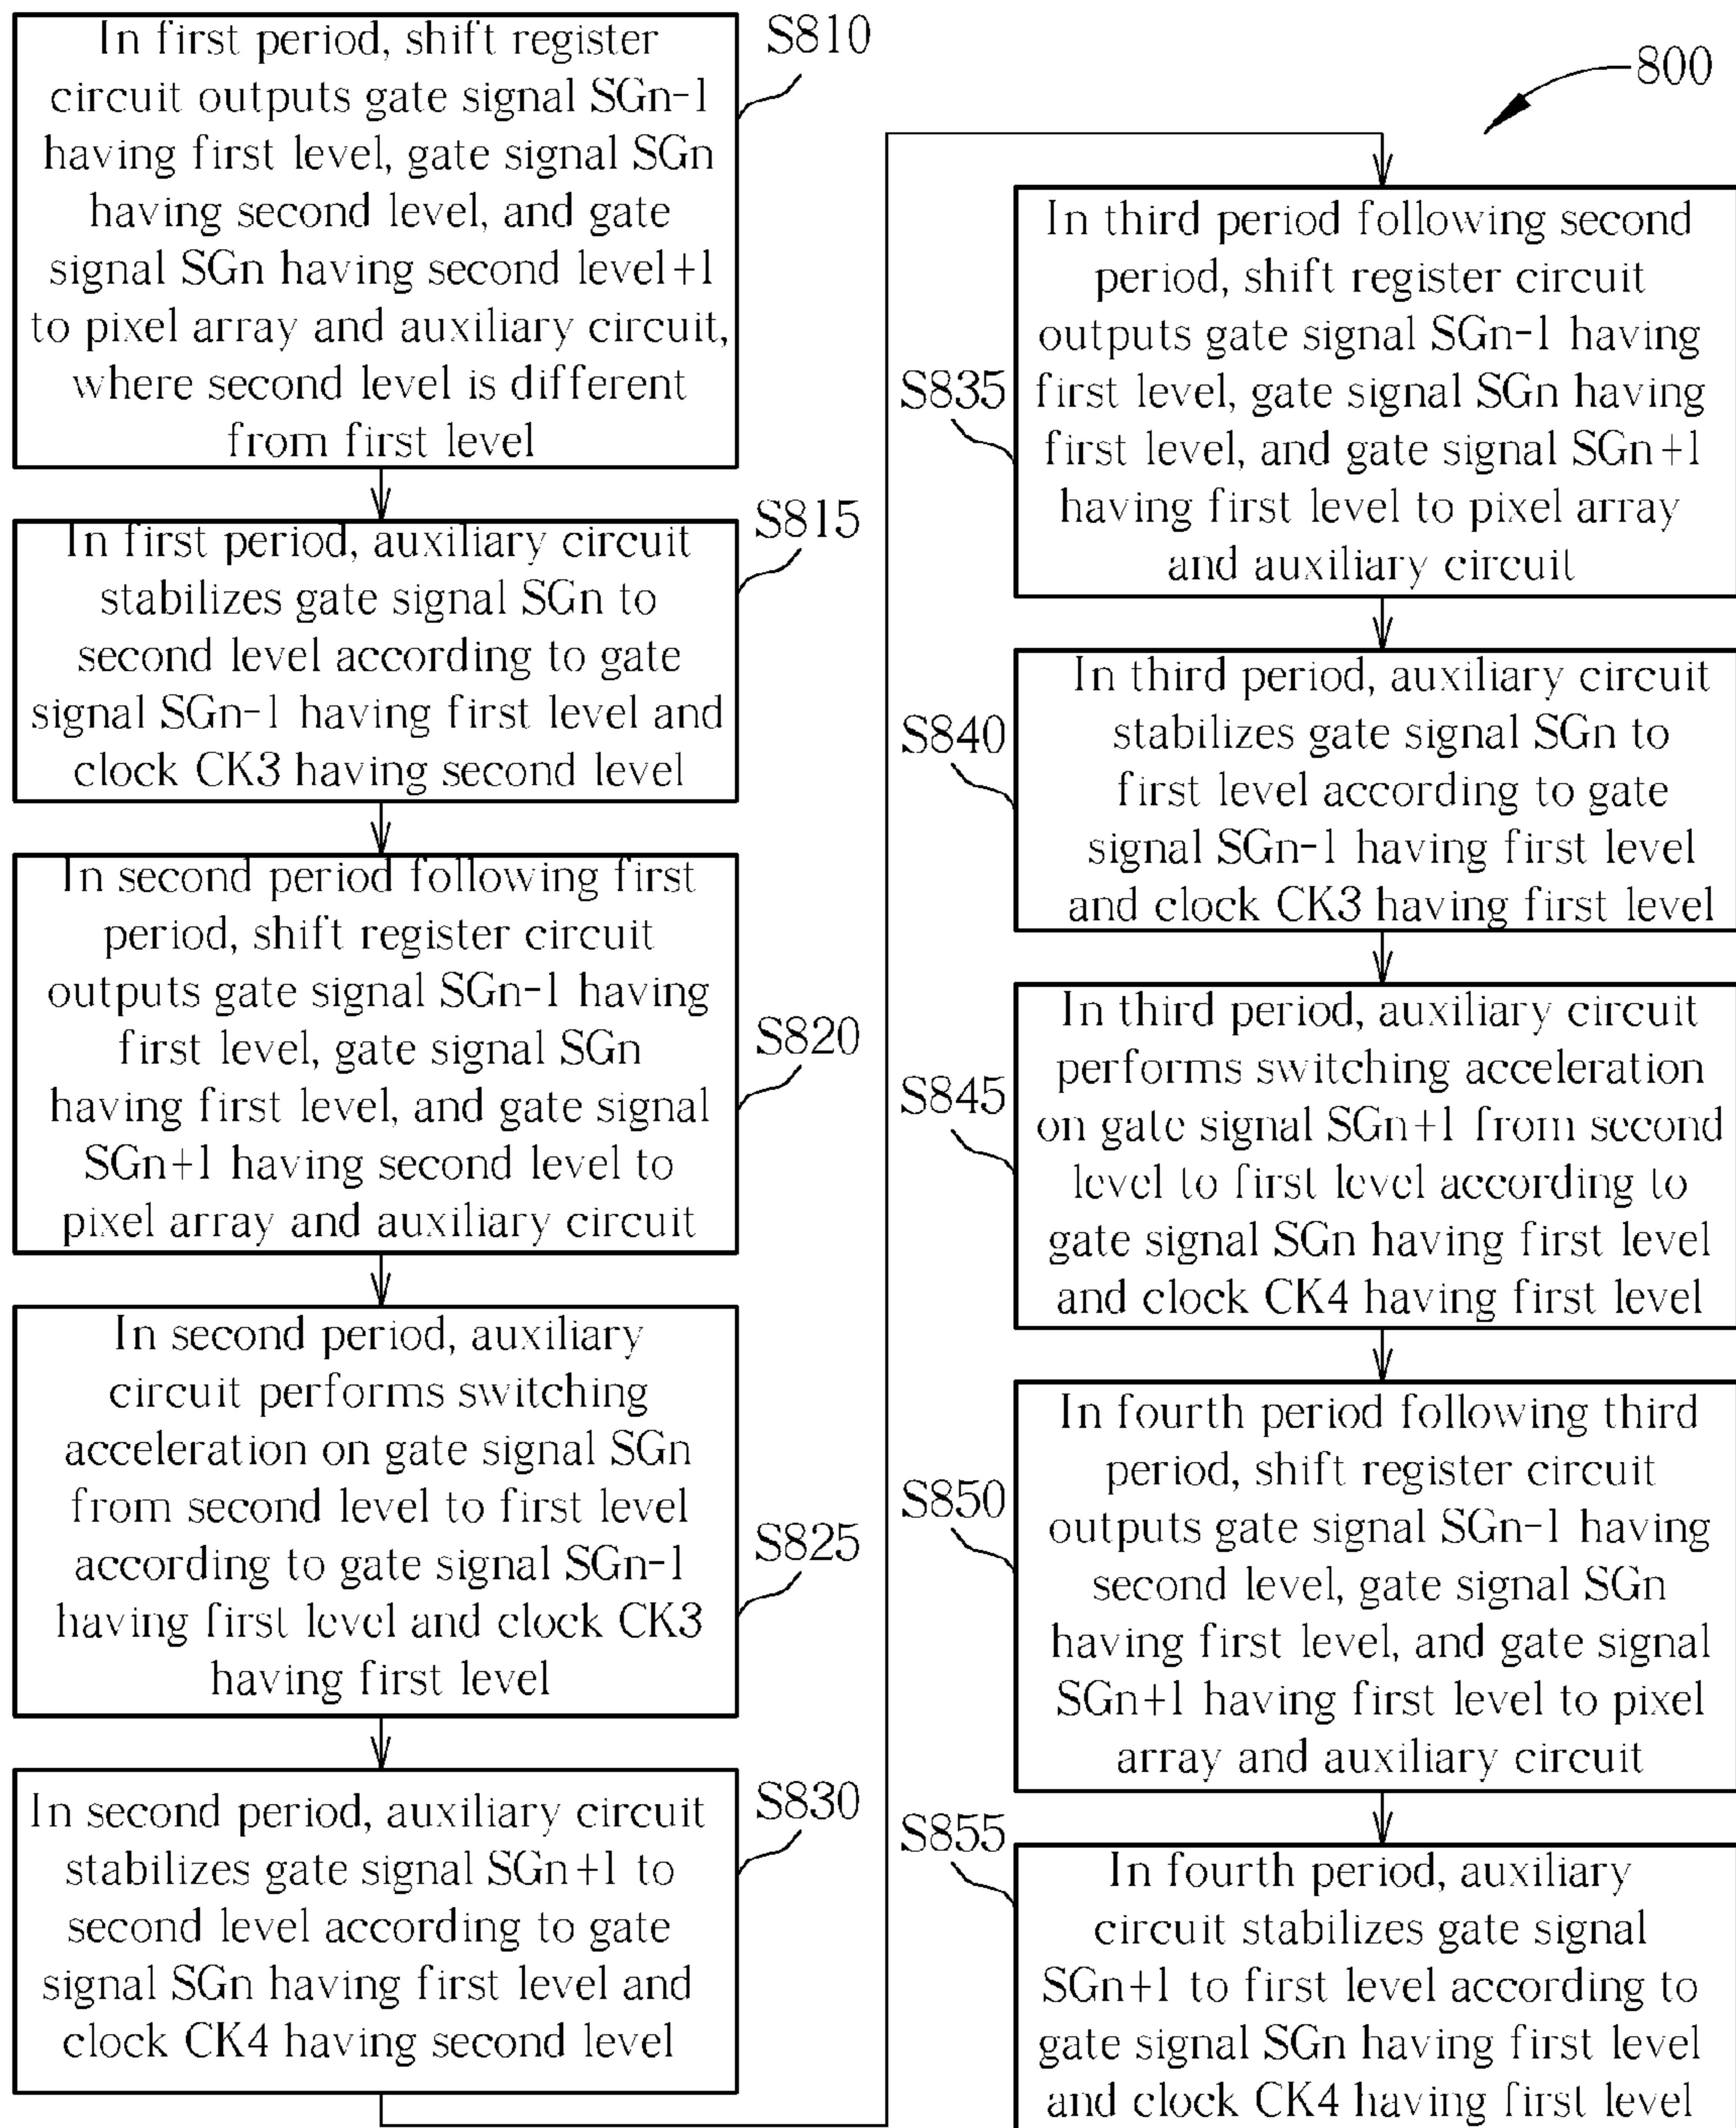 In first period, shift register
circuit outputs gate signal SGn-1
having first level, gate signal SGn
having second level, and gate
signal SGn having second level+1
to pixel array and auxiliary circuit,
where second level is different
from first level
S810
In first period, auxiliary circuit
stabilizes gate signal SGn to
second level according to gate
signal SGn-1 having first level and
clock CK3 having second level
S815
In second period following first
period, shift register circuit
outputs gate signal SGn-1 having
first level, gate signal SGn
having first level, and gate signal
SGn+1 having second level to
pixel array and auxiliary circuit
S820
In second period, auxiliary
circuit performs switching
acceleration on gate signal SGn
from second level to first level
according to gate signal SGn-1
having first level and clock CK3
having first level
S825
In second period, auxiliary circuit
stabilizes gate signal SGn+1 to
second level according to gate
signal SGn having first level and
clock CK4 having second level
S830
800
In third period following second
period, shift register circuit
outputs gate signal SGn-1 having
first level, gate signal SGn having
first level, and gate signal SGn+1
having first level to pixel array
and auxiliary circuit
S835
In third period, auxiliary circuit
stabilizes gate signal SGn to
first level according to gate
signal SGn-1 having first level
and clock CK3 having first level
S840
In third period, auxiliary circuit
performs switching acceleration
on gate signal SGn+1 from second
level to first level according to
gate signal SGn having first level
and clock CK4 having first level
S845
In fourth period following third
period, shift register circuit
outputs gate signal SGn-1 having
second level, gate signal SGn
having first level, and gate signal
SGn+1 having first level to pixel
array and auxiliary circuit
S850
In fourth period, auxiliary
circuit stabilizes gate signal
SGn+1 to first level according to
gate signal SGn having first level
and clock CK4 having first level
S855